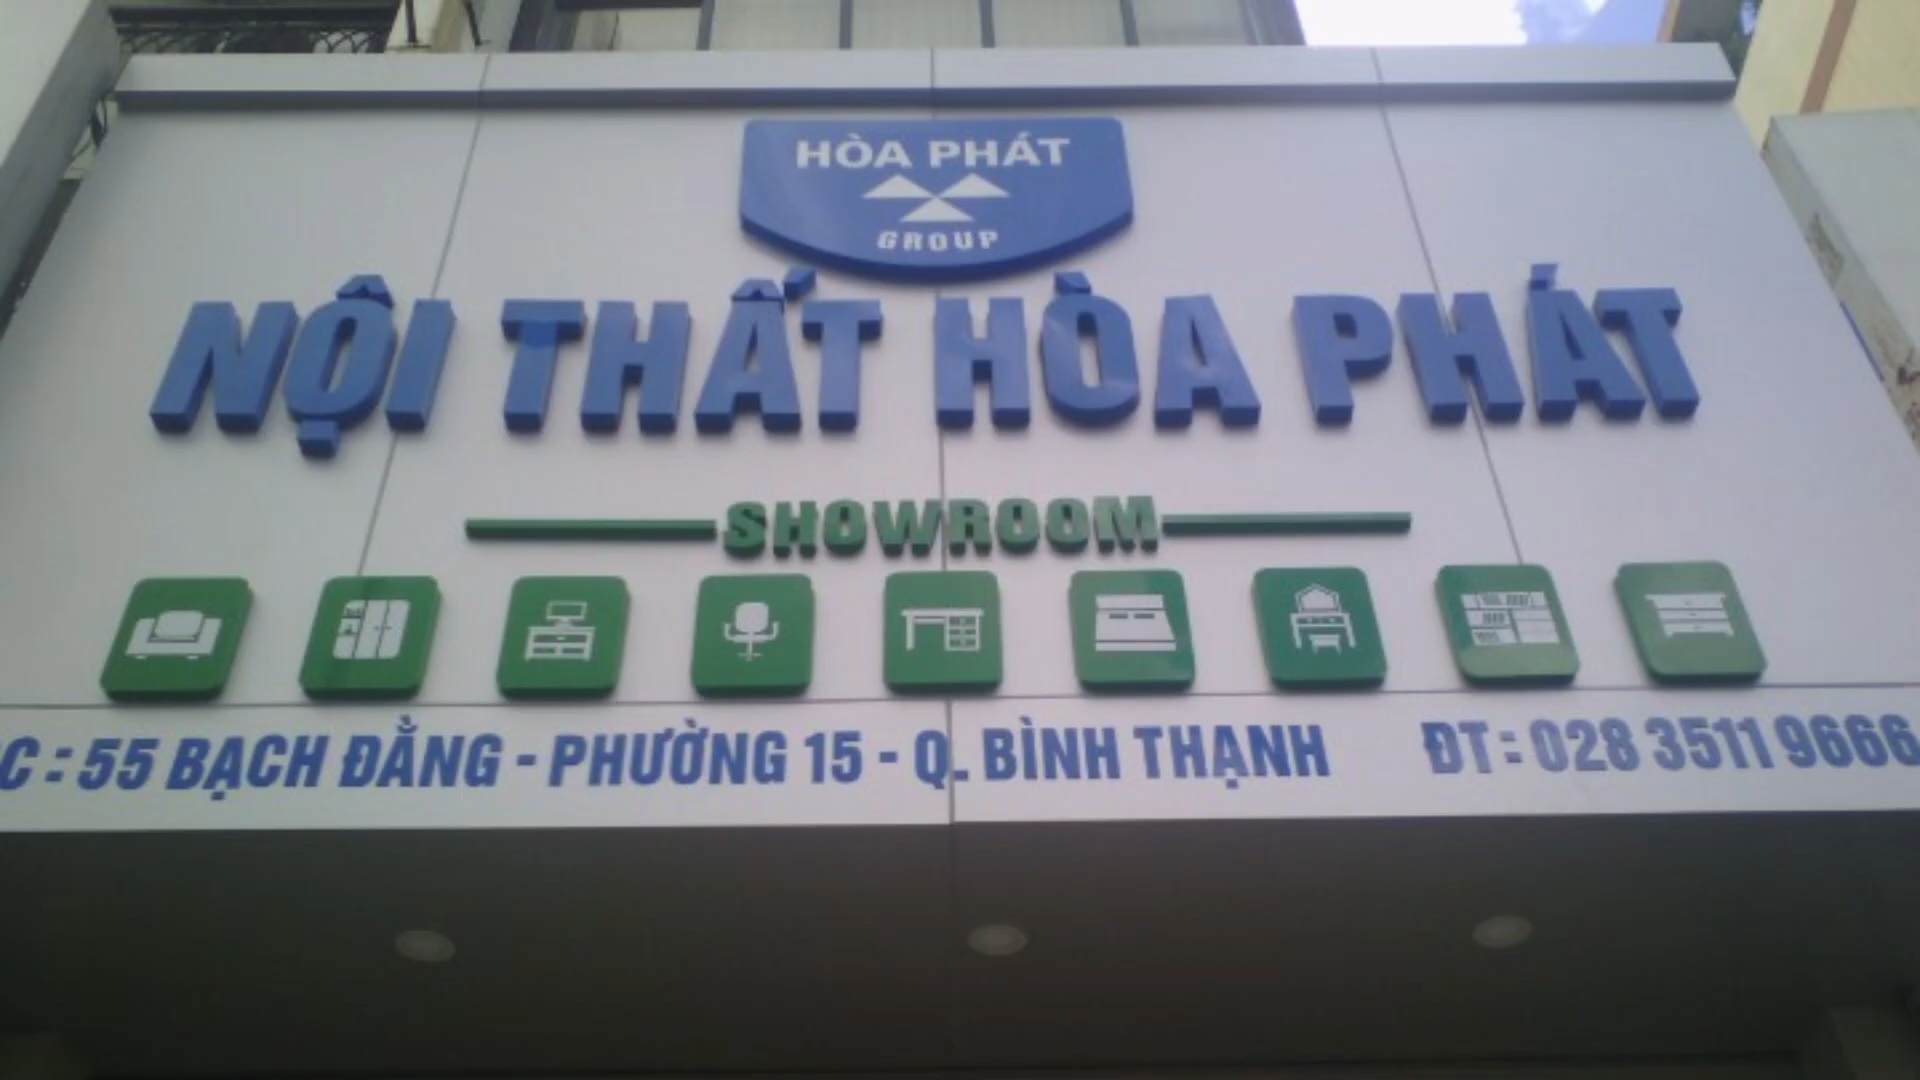 HÒA PHÁT
GROUP
NỘI THẤT HÒA PHÁT
SHOWROOM
C : 55 BẠCH ĐẰNG - PHƯỜNG 15 - Q. BÌNH THẠNH ĐT : 028 3511 9666